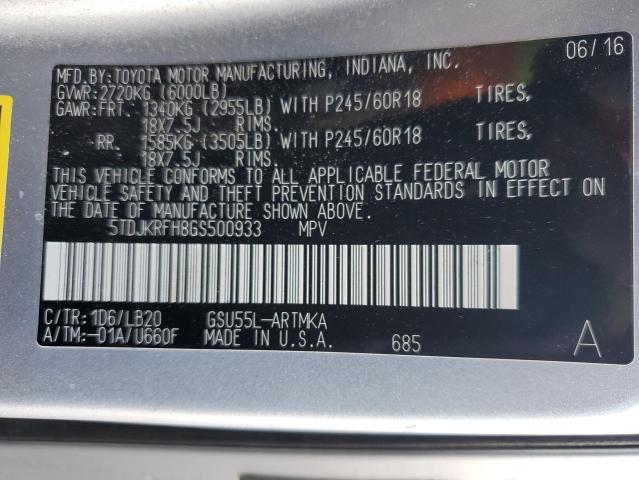 06/16
MFD.BY: TOYOTA MOTOR MANUFACTURING, INDIANA, INC.
GVWR: 2720KG (6000LB)
GAWR: FRT. 1340KG (2955LB) WITH P245/60R18 TIRES,
18X7.5J RIMS.
RR. 1585KG (3505LB) WITH P245/60R18 TIRES,
18X7.5J RIMS.
THIS VEHICLE CONFORMS TO ALL APPLICABLE FEDERAL MOTOR
VEHICLE SAFETY AND THEFT PREVENTION STANDARDS IN EFFECT ON
THE DATE OF MANUFACTURE SHOWN ABOVE.
5TDJKRFH8GS500933 MPV
C/TR: 1D6/LB20 GSU55L-ARTMKA
A/TM:-01A/U660F MADE IN U.S.A. 685 A